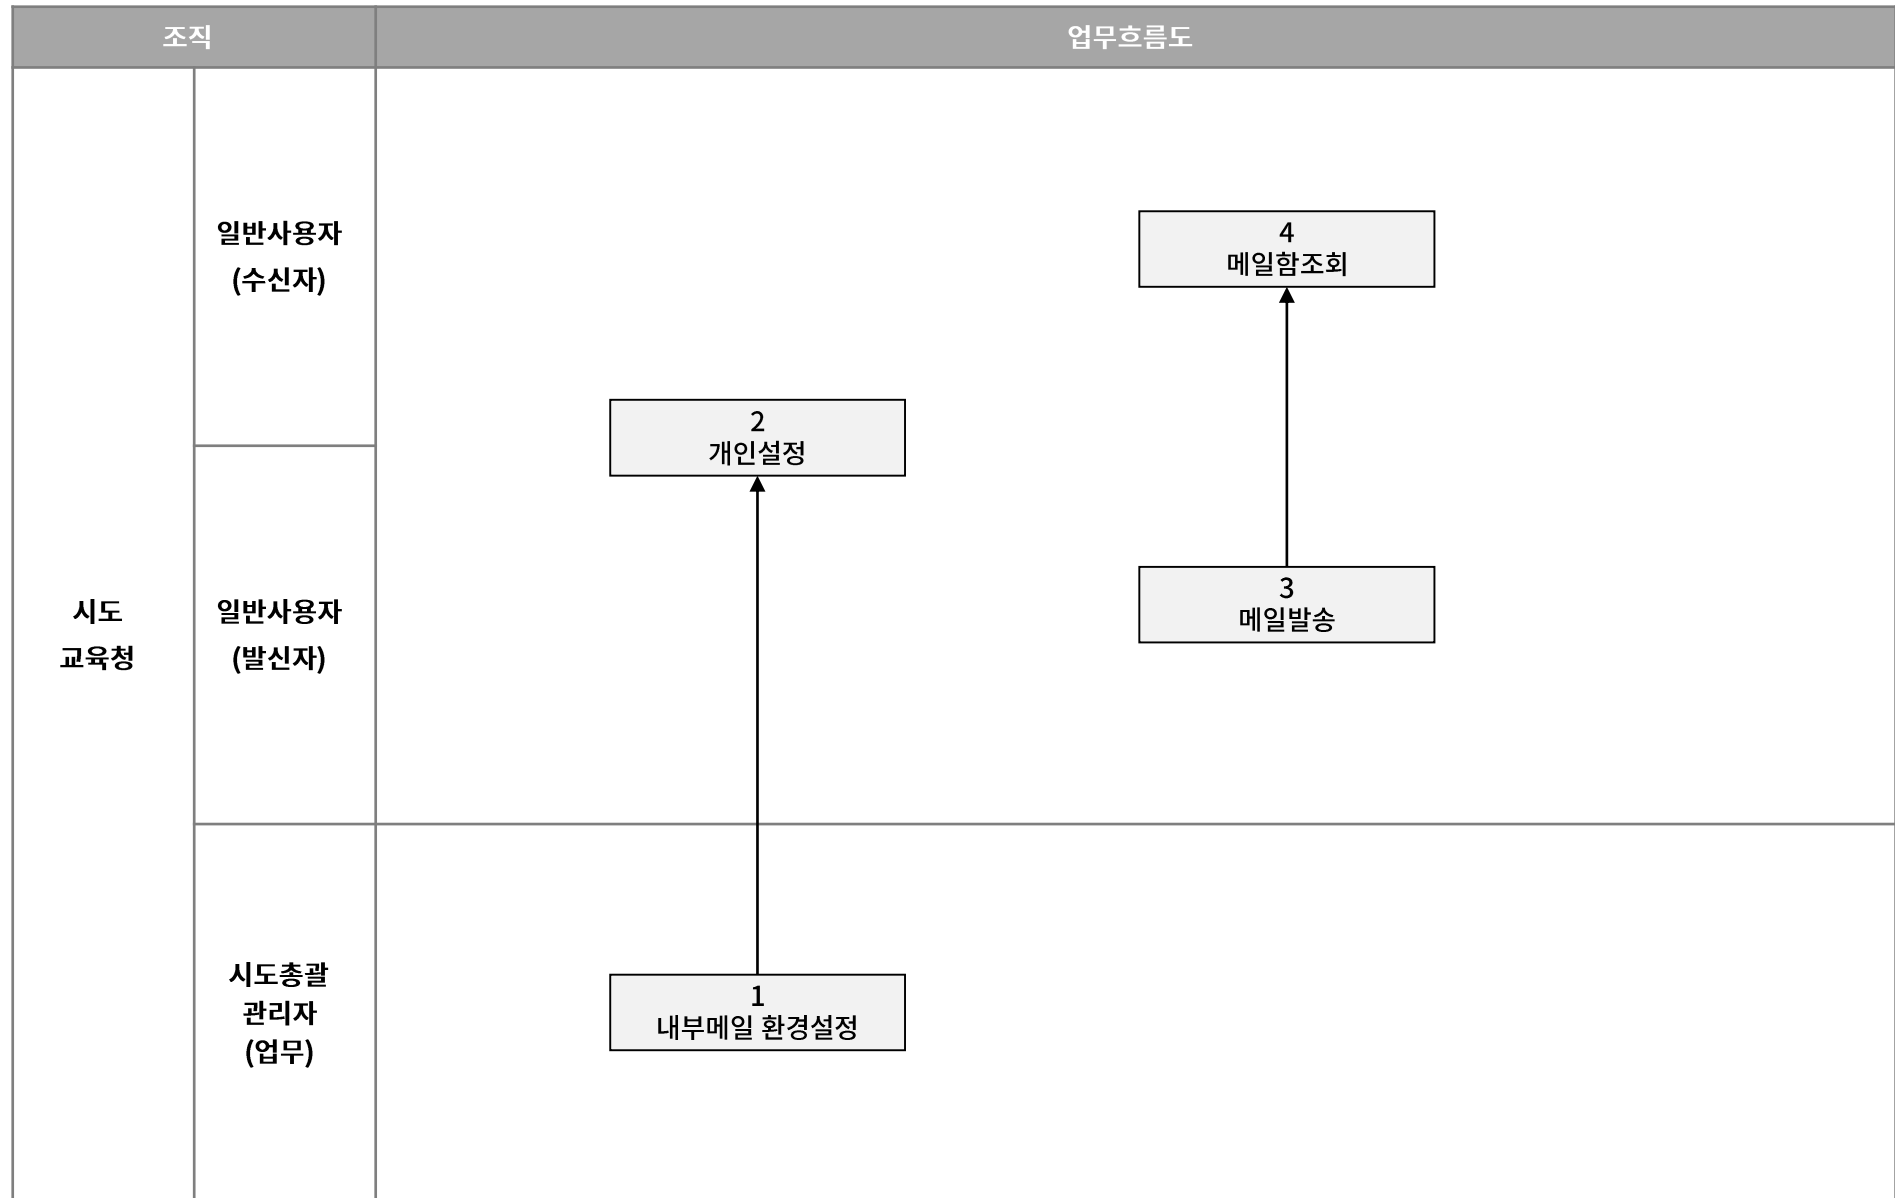 조직
업무흐름도
시도
교육청
일반사용자
(수신자)
4
메일함조회
2
개인설정
일반사용자
(발신자)
3
메일발송
시도총괄
관리자
(업무)
1
내부메일 환경설정